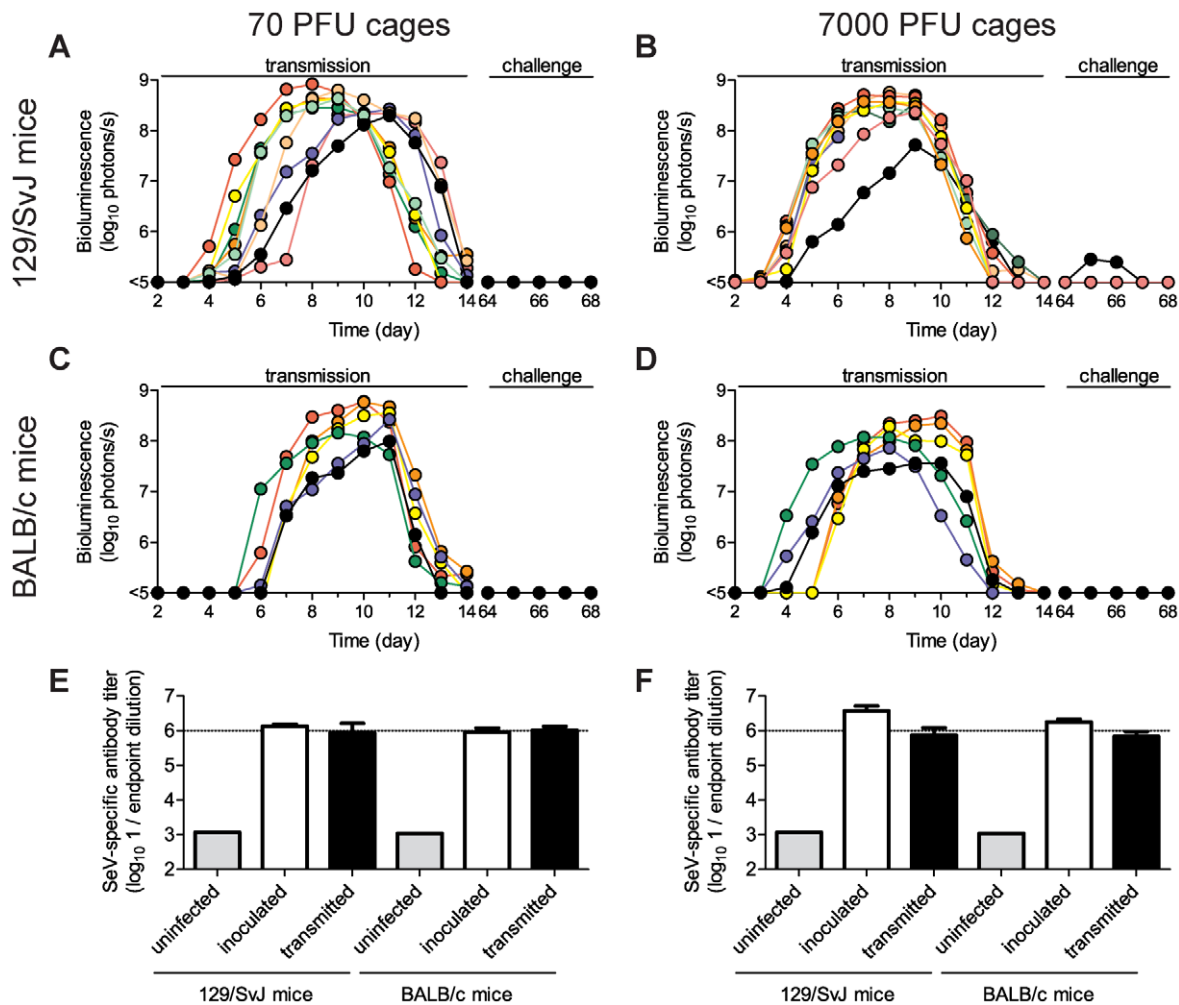 70 PFU cages
7000 PFU cages
129/SvJ mice
BALB/c mice
A
transmission
challenge
Bioluminescence
(log10 photons/s)
9
8
7
6
<5
2 4 6 8 10 12 14 64 66 68
Time (day)
B
transmission
challenge
Bioluminescence
(log10 photons/s)
9
8
7
6
<5
2 4 6 8 10 12 14 64 66 68
Time (day)
C
transmission
challenge
Bioluminescence
(log10 photons/s)
9
8
7
6
<5
2 4 6 8 10 12 14 64 66 68
Time (day)
D
transmission
challenge
Bioluminescence
(log10 photons/s)
9
8
7
6
<5
2 4 6 8 10 12 14 64 66 68
Time (day)
E
SeV-specific antibody titer
(log10 1 / endpoint dilution)
7
6
5
4
3
2
uninfected
inoculated
transmitted
uninfected
inoculated
transmitted
129/SvJ mice
BALB/c mice
F
SeV-specific antibody titer
(log10 1 / endpoint dilution)
7
6
5
4
3
2
uninfected
inoculated
transmitted
uninfected
inoculated
transmitted
129/SvJ mice
BALB/c mice